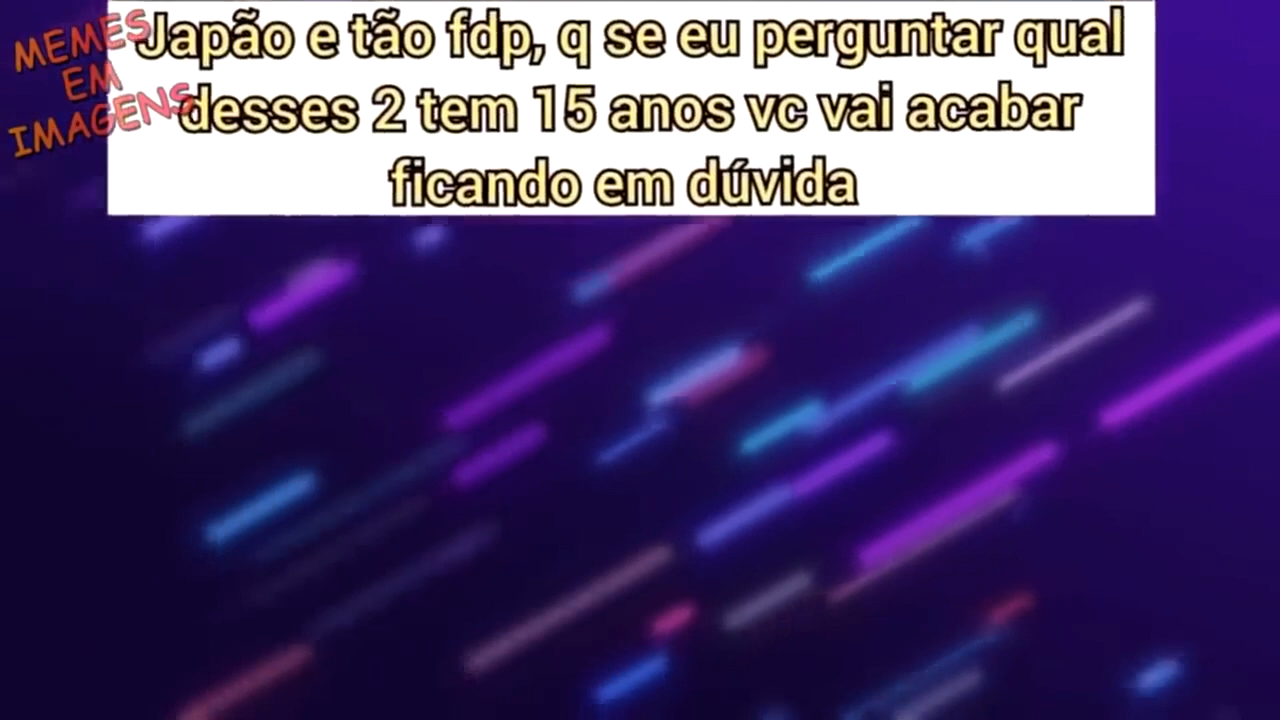 MEMES
EM
IMAGENS
Japão e tão fdp, q se eu perguntar qual
desses 2 tem 15 anos vc vai acabar
ficando em dúvida